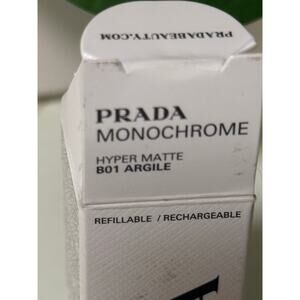 PRADABEAUTY.COM
PRADA
MONOCHROME
HYPER MATTE
B01 ARGILE
REFILLABLE / RECHARGEABLE